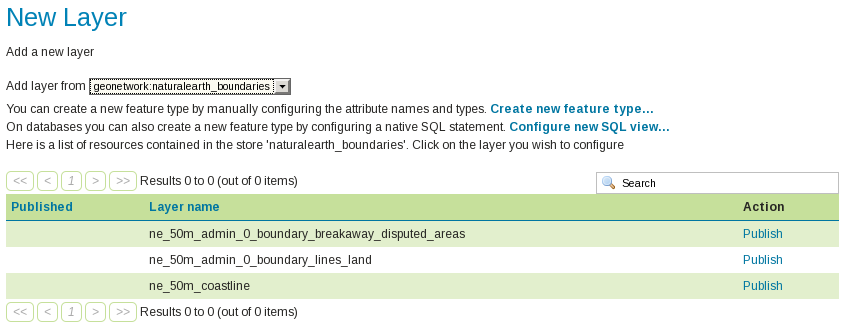 New Layer
Add a new layer
Add layer from geonetwork:naturalearth_boundaries
You can create a new feature type by manually configuring the attribute names and types. Create new feature type...
On databases you can also create a new feature type by configuring a native SQL statement. Configure new SQL view...
Here is a list of resources contained in the store 'naturalearth_boundaries'. Click on the layer you wish to configure
<< < 1 > >> Results 0 to 0 (out of 0 items) Search
Published Layer name Action
ne_50m_admin_0_boundary_breakaway_disputed_areas Publish
ne_50m_admin_0_boundary_lines_land Publish
ne_50m_coastline Publish
<< < 1 > >> Results 0 to 0 (out of 0 items)